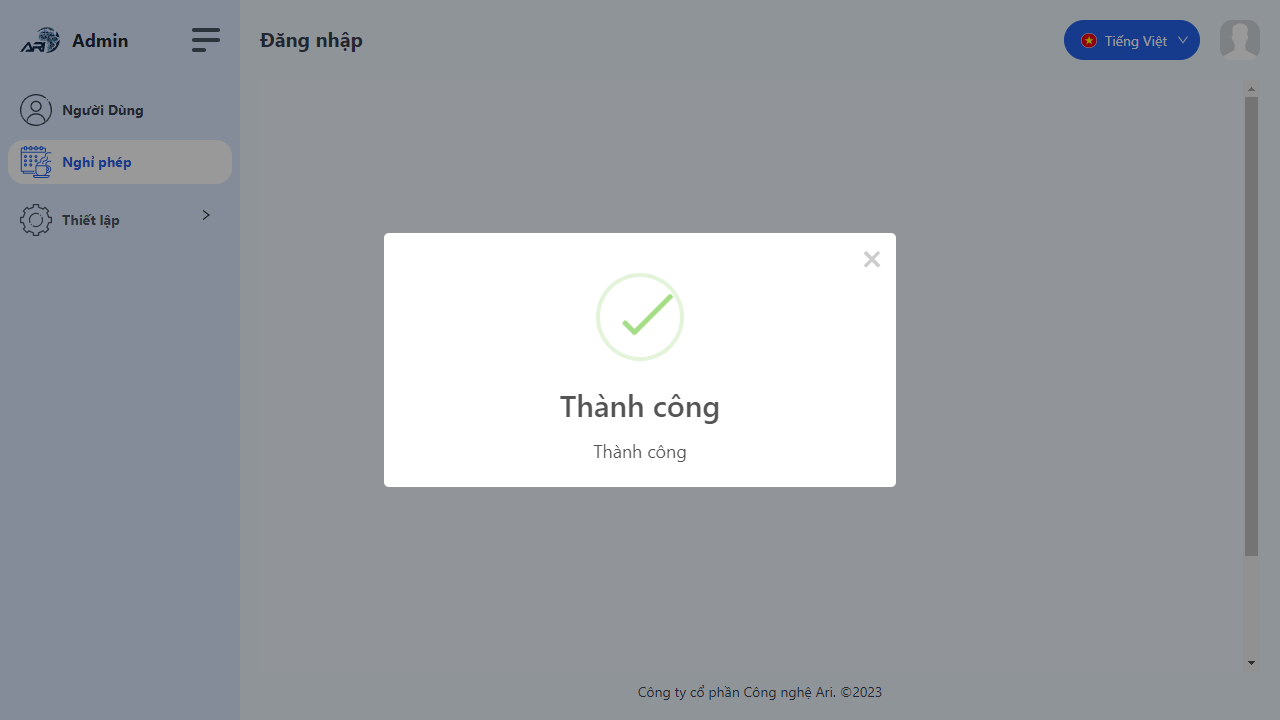 ARI
Admin
Đăng nhập
Tiếng Việt
Người Dùng
Nghỉ phép
Thiết lập
Thành công
Thành công
Công ty cổ phần Công nghệ Ari. ©2023